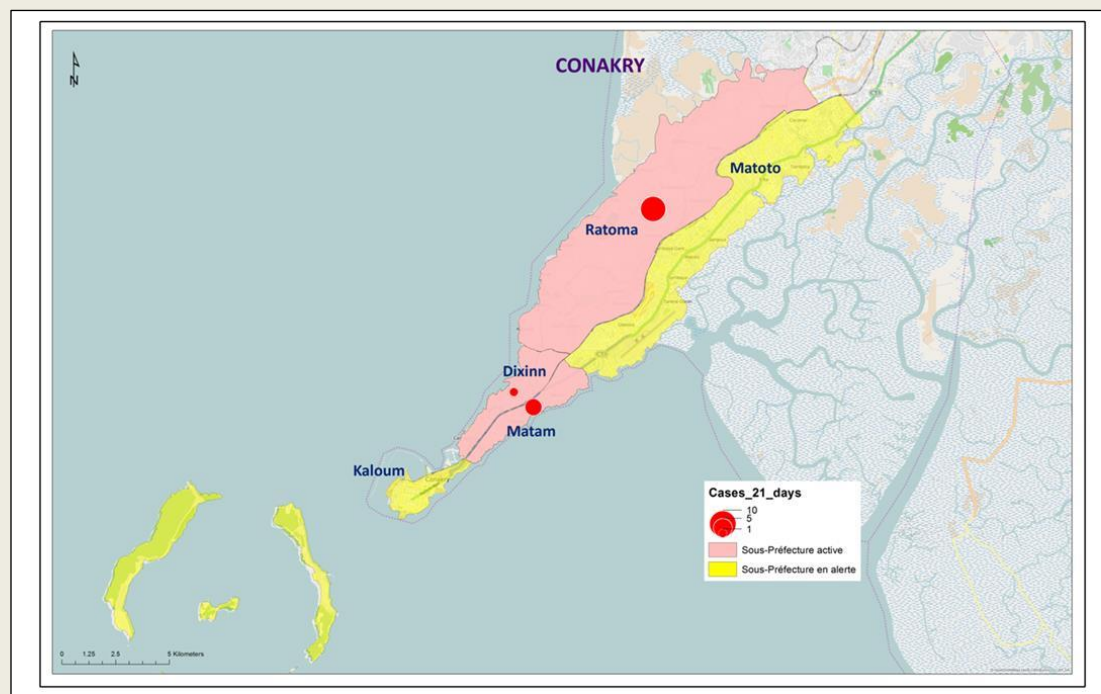 N
CONAKRY
Matoto
Ratoma
Dixinn
Matam
Kaloum
Cases_21_days
10
5
1
Sous-Préfecture active
Sous-Préfecture en alerte
0 1.25 2.5 5 Kilometers